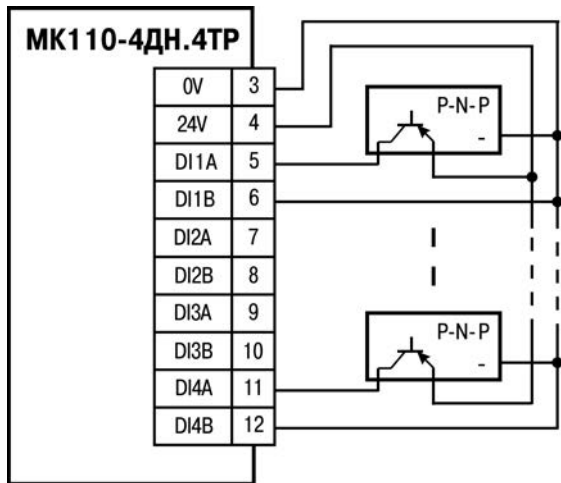 МК110-4ДН.4ТР
0V 3
24V 4
P-N-P
-
DI1A 5
DI1B 6
DI2A 7
DI2B 8
DI3A 9
DI3B 10
P-N-P
-
DI4A 11
DI4B 12